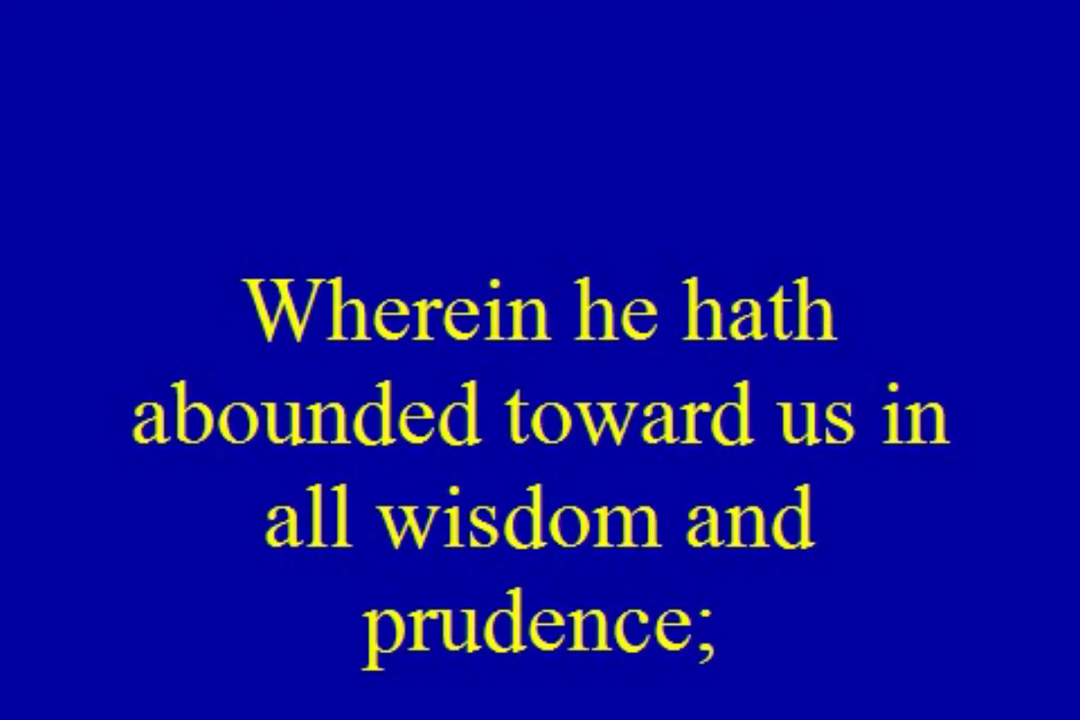 Wherein he hath
abounded toward us in
all wisdom and
prudence;